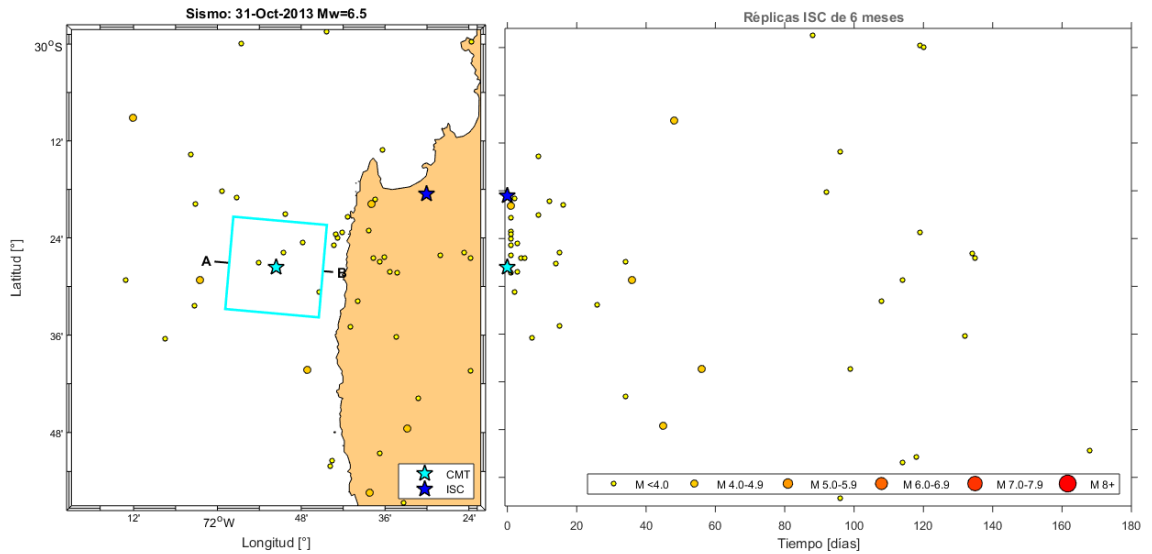 Sismo: 31-Oct-2013 Mw=6.5
30°S
12'
24'
36'
48'
Latitud [°]
A
B
CMT
ISC
12'
72°W
48'
36'
24'
Longitud [°]
Réplicas ISC de 6 meses
M <4.0
M 4.0-4.9
M 5.0-5.9
M 6.0-6.9
M 7.0-7.9
M 8+
0
20
40
60
80
100
120
140
160
180
Tiempo [días]